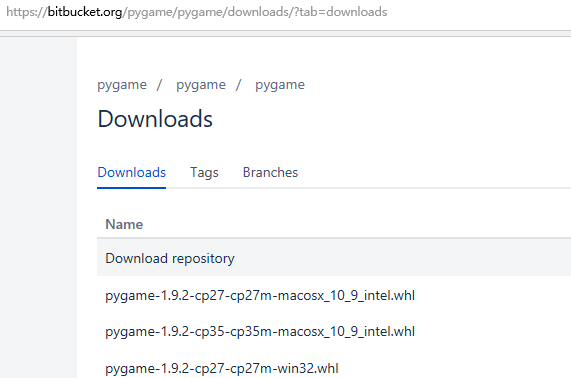 https://bitbucket.org/pygame/pygame/downloads/?tab=downloads
pygame / pygame / pygame
Downloads
Downloads Tags Branches
Name
Download repository
pygame-1.9.2-cp27-cp27m-macosx_10_9_intel.whl
pygame-1.9.2-cp35-cp35m-macosx_10_9_intel.whl
pygame-1.9.2-cp27-cp27m-win32.whl